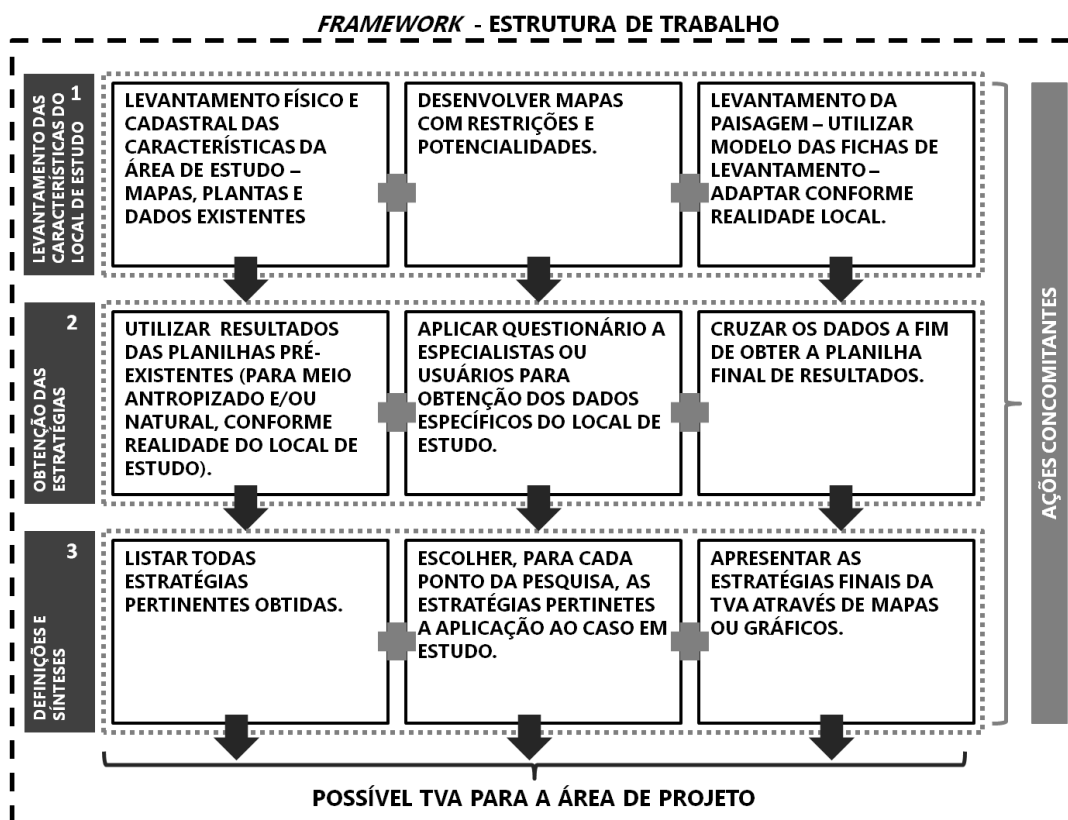 FRAMEWORK - ESTRUTURA DE TRABALHO
1
LEVANTAMENTO DAS
CARACTERÍSTICAS DO
LOCAL DE ESTUDO
LEVANTAMENTO FÍSICO E
CADASTRAL DAS
CARACTERÍSTICAS DA
ÁREA DE ESTUDO –
MAPAS, PLANTAS E
DADOS EXISTENTES
DESENVOLVER MAPAS
COM RESTRIÇÕES E
POTENCIALIDADES.
LEVANTAMENTO DA
PAISAGEM – UTILIZAR
MODELO DAS FICHAS DE
LEVANTAMENTO –
ADAPTAR CONFORME
REALIDADE LOCAL.
2
OBTENÇÃO DAS
ESTRATÉGIAS
UTILIZAR RESULTADOS
DAS PLANILHAS PRÉ-
EXISTENTES (PARA MEIO
ANTROPIZADO E/OU
NATURAL, CONFORME
REALIDADE DO LOCAL DE
ESTUDO).
APLICAR QUESTIONÁRIO A
ESPECIALISTAS OU
USUÁRIOS PARA
OBTENÇÃO DOS DADOS
ESPECÍFICOS DO LOCAL DE
ESTUDO.
CRUZAR OS DADOS A FIM
DE OBTER A PLANILHA
FINAL DE RESULTADOS.
3
DEFINIÇÕES E
SÍNTESES
LISTAR TODAS
ESTRATÉGIAS
PERTINENTES OBTIDAS.
ESCOLHER, PARA CADA
PONTO DA PESQUISA, AS
ESTRATÉGIAS PERTINETES
A APLICAÇÃO AO CASO EM
ESTUDO.
APRESENTAR AS
ESTRATÉGIAS FINAIS DA
TVA ATRAVÉS DE MAPAS
OU GRÁFICOS.
AÇÕES CONCOMITANTES
POSSÍVEL TVA PARA A ÁREA DE PROJETO